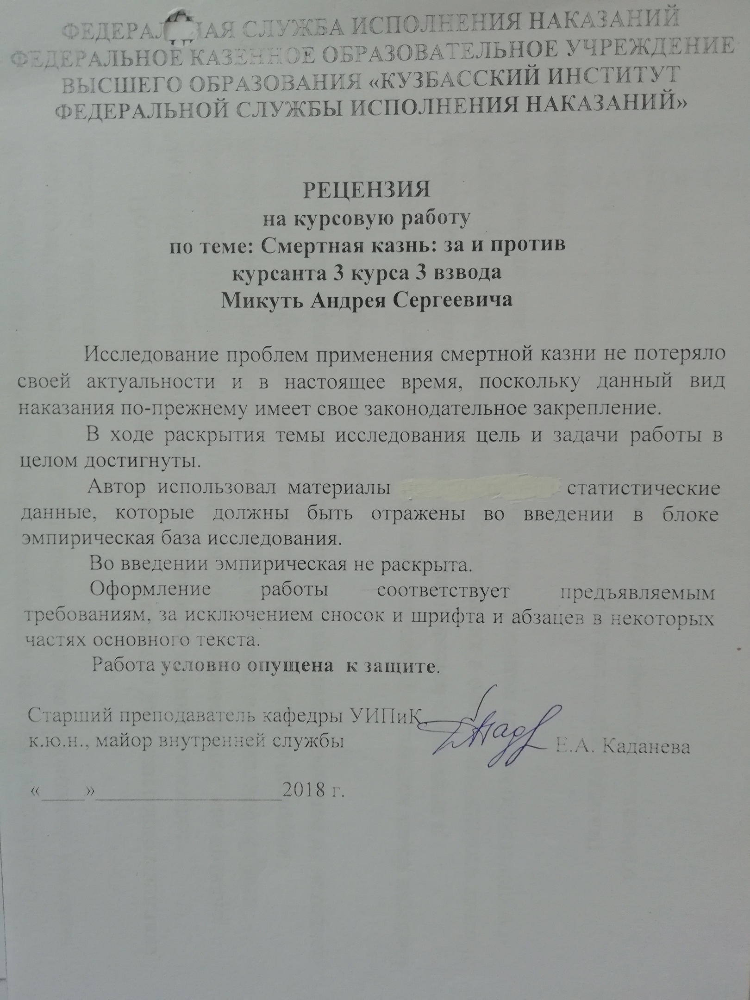 ФЕДЕРАЛЬНАЯ СЛУЖБА ИСПОЛНЕНИЯ НАКАЗАНИЙ
ФЕДЕРАЛЬНОЕ КАЗЕННОЕ ОБРАЗОВАТЕЛЬНОЕ УЧРЕЖДЕНИЕ
ВЫСШЕГО ОБРАЗОВАНИЯ «КУЗБАССКИЙ ИНСТИТУТ
ФЕДЕРАЛЬНОЙ СЛУЖБЫ ИСПОЛНЕНИЯ НАКАЗАНИЙ»
РЕЦЕНЗИЯ
на курсовую работу
по теме: Смертная казнь: за и против
курсанта 3 курса 3 взвода
Микуть Андрея Сергеевича
Исследование проблем применения смертной казни не потеряло
своей актуальности и в настоящее время, поскольку данный вид
наказания по-прежнему имеет свое законодательное закрепление.
В ходе раскрытия темы исследования цель и задачи работы в
целом достигнуты.
Автор использовал материалы статистические
данные, которые должны быть отражены во введении в блоке
эмпирическая база исследования.
Во введении эмпирическая не раскрыта.
Оформление работы соответствует предъявляемым
требованиям, за исключением сносок и шрифта и абзацев в некоторых
частях основного текста.
Работа условно опущена к защите.
Старший преподаватель кафедры УИПиК,
к.ю.н., майор внутренней службы Е.А. Каданева
«____»_________________2018 г.